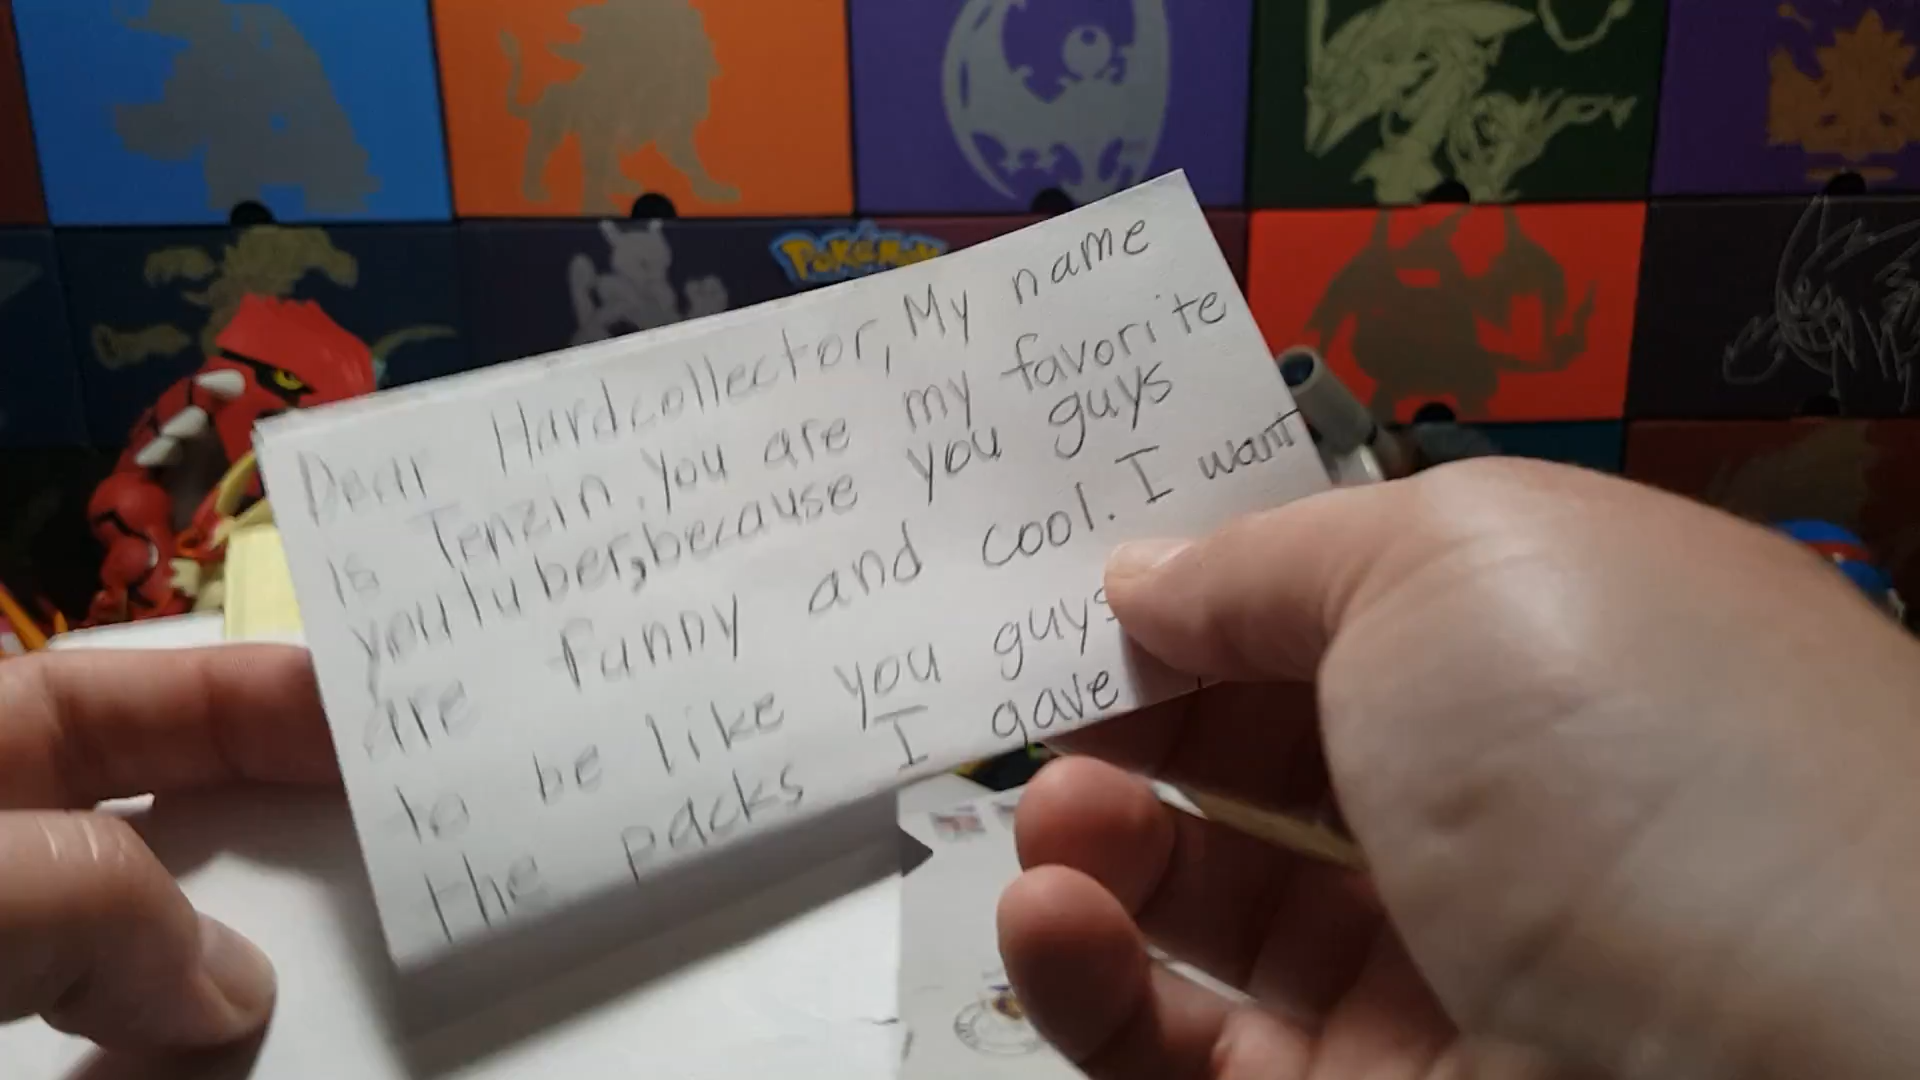 POKéMON
Dear Hardcollector, My name
is Tenzin. You are my favorite
youtuber, because you guys
are funny and cool. I want
to be like you guys
the packs I gave